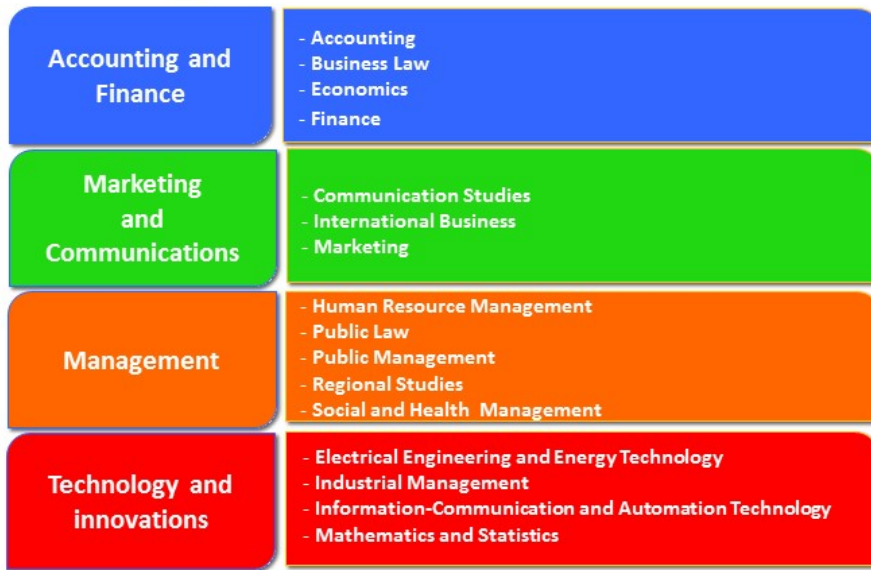 Accounting and
Finance
- Accounting
- Business Law
- Economics
- Finance
Marketing
and
Communications
- Communication Studies
- International Business
- Marketing
Management
- Human Resource Management
- Public Law
- Public Management
- Regional Studies
- Social and Health Management
Technology and
innovations
- Electrical Engineering and Energy Technology
- Industrial Management
- Information-Communication and Automation Technology
- Mathematics and Statistics